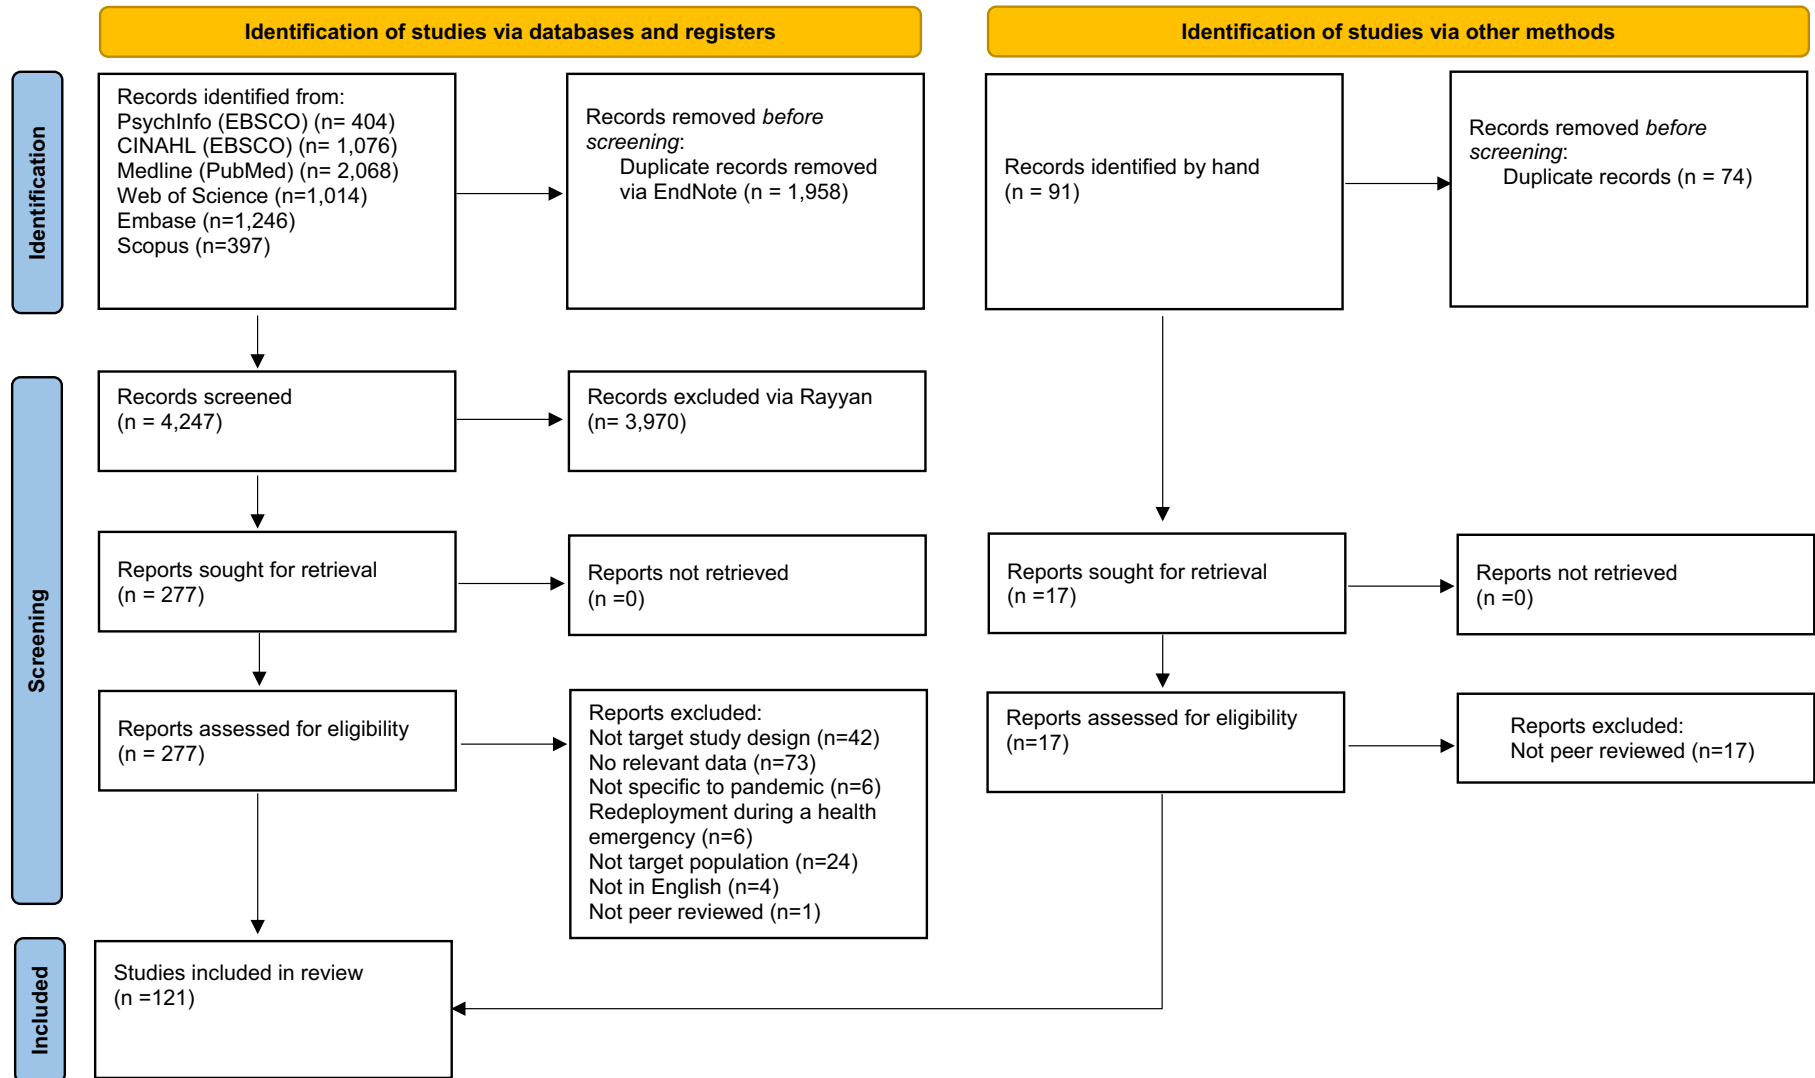 Identification of studies via databases and registers
Identification of studies via other methods
Identification
Records identified from:
PsychInfo (EBSCO) (n= 404)
CINAHL (EBSCO) (n= 1,076)
Medline (PubMed) (n= 2,068)
Web of Science (n=1,014)
Embase (n=1,246)
Scopus (n=397)
Records removed before
screening:
Duplicate records removed
via EndNote (n = 1,958)
Records identified by hand
(n = 91)
Records removed before
screening:
Duplicate records (n = 74)
Screening
Records screened
(n = 4,247)
Records excluded via Rayyan
(n= 3,970)
Reports sought for retrieval
(n = 277)
Reports not retrieved
(n =0)
Reports sought for retrieval
(n =17)
Reports not retrieved
(n =0)
Reports assessed for eligibility
(n = 277)
Reports excluded:
Not target study design (n=42)
No relevant data (n=73)
Not specific to pandemic (n=6)
Redeployment during a health
emergency (n=6)
Not target population (n=24)
Not in English (n=4)
Not peer reviewed (n=1)
Reports assessed for eligibility
(n=17)
Reports excluded:
Not peer reviewed (n=17)
Included
Studies included in review
(n =121)